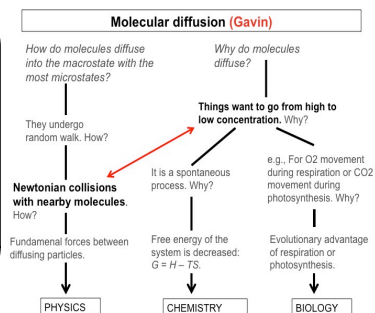 Molecular diffusion (Gavin)
How do molecules diffuse
into the macrostate with the
most microstates?
Why do molecules
diffuse?
Things want to go from high to
low concentration. Why?
They undergo
random walk. How?
It is a spontaneous
process. Why?
e.g., For O2 movement
during respiration or CO2
movement during
photosynthesis. Why?
Newtonian collisions
with nearby molecules.
How?
Fundamenal forces between
diffusing particles.
Free energy of the
system is decreased:
G = H – TS.
Evolutionary advantage
of respiration or
photosynthesis.
PHYSICS
CHEMISTRY
BIOLOGY